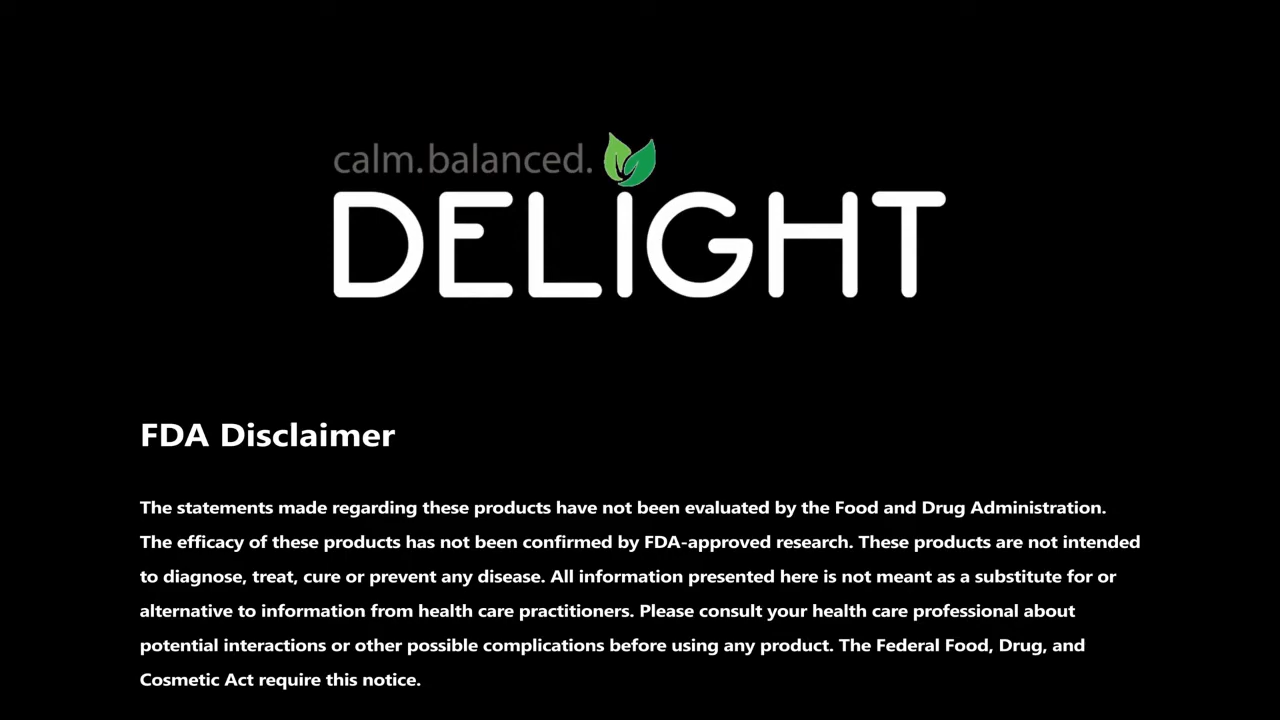 calm.balanced.
DELIGHT
FDA Disclaimer
The statements made regarding these products have not been evaluated by the Food and Drug Administration.
The efficacy of these products has not been confirmed by FDA-approved research. These products are not intended
to diagnose, treat, cure or prevent any disease. All information presented here is not meant as a substitute for or
alternative to information from health care practitioners. Please consult your health care professional about
potential interactions or other possible complications before using any product. The Federal Food, Drug, and
Cosmetic Act require this notice.